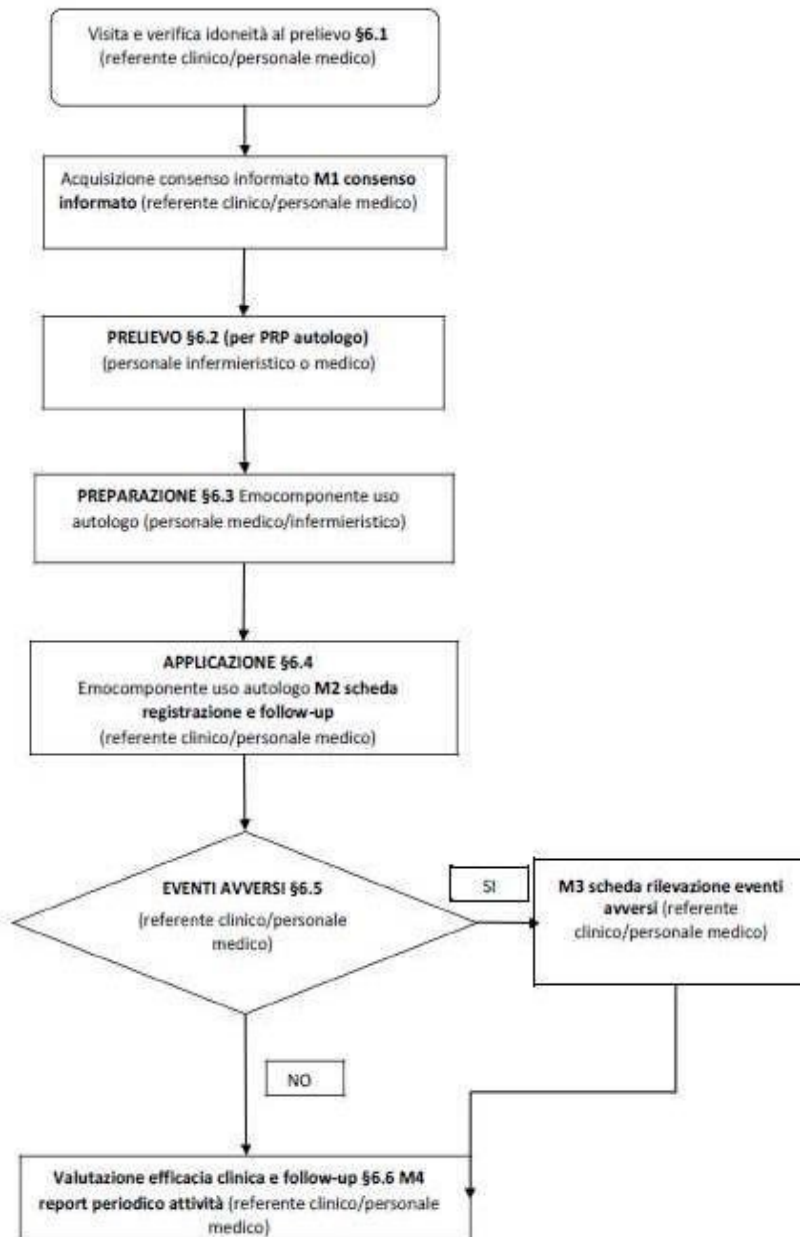 Visita e verifica idoneità al prelievo §6.1
(referente clinico/personale medico)
Acquisizione consenso informato M1 consenso
informato (referente clinico/personale medico)
PRELIEVO §6.2 (per PRP autologo)
(personale infermieristico o medico)
PREPARAZIONE §6.3 Emocomponente uso
autologo (personale medico/infermieristico)
APPLICAZIONE §6.4
Emocomponente uso autologo M2 scheda
registrazione e follow-up
(referente clinico/personale medico)
EVENTI AVVERSI §6.5
(referente clinico/personale
medico)
SI
M3 scheda rilevazione eventi
avversi (referente
clinico/personale medico)
NO
Valutazione efficacia clinica e follow-up §6.6 M4
report periodico attività (referente clinico/personale
medico)